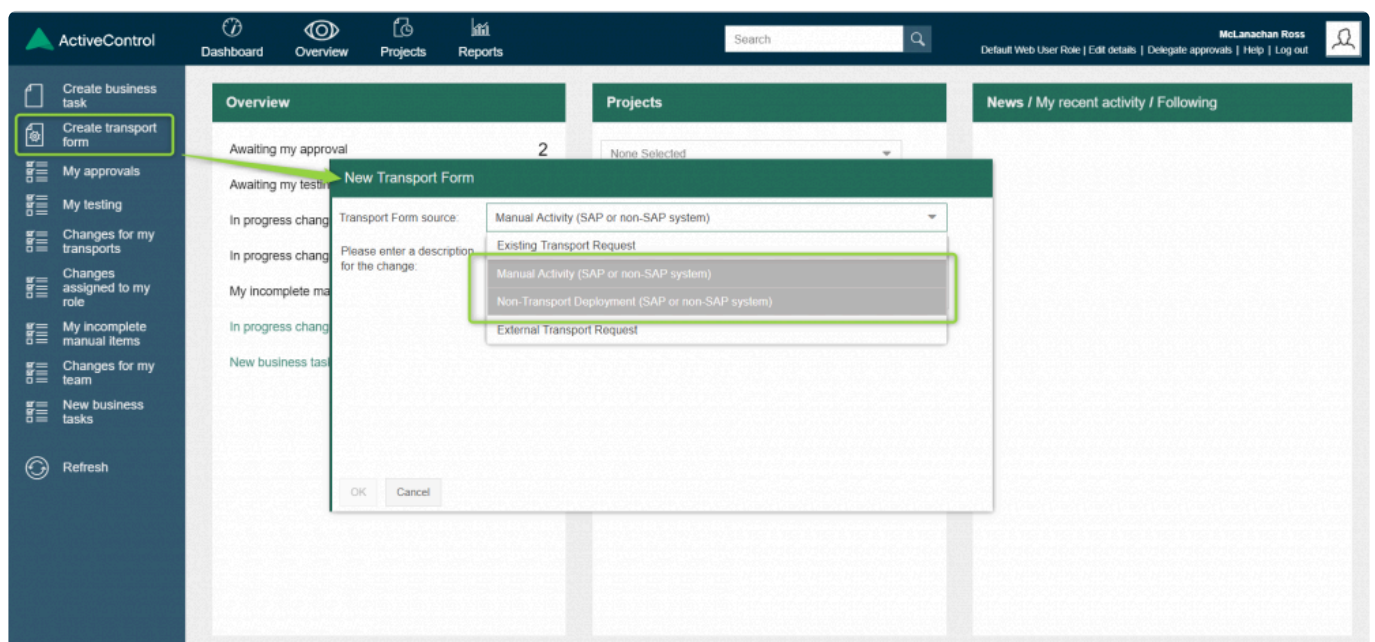 ActiveControl
Dashboard
Overview
Projects
Reports
Search
McLanachan Ross
Default Web User Role | Edit details | Delegate approvals | Help | Log out
Create business
task
Create transport
form
My approvals
My testing
Changes for my
transports
Changes
assigned to my
role
My incomplete
manual items
Changes for my
team
New business
tasks
Refresh
Overview
Awaiting my approval 2
Awaiting my testin
In progress chang
In progress chang
My incomplete ma
In progress chang
New business task
Projects
None Selected
News / My recent activity / Following
New Transport Form
Transport Form source: Manual Activity (SAP or non-SAP system)
Please enter a description
for the change:
Existing Transport Request
Manual Activity (SAP or non-SAP system)
Non-Transport Deployment (SAP or non-SAP system)
External Transport Request
OK Cancel